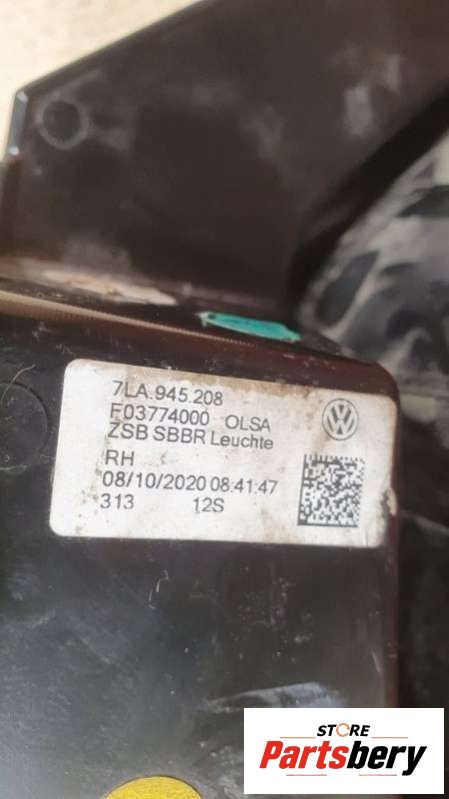 7LA.945.208
F03774000 OLSA
ZSB SBBR Leuchte
RH
08/10/2020 08:41:47
313 12S
STORE
Partsbery